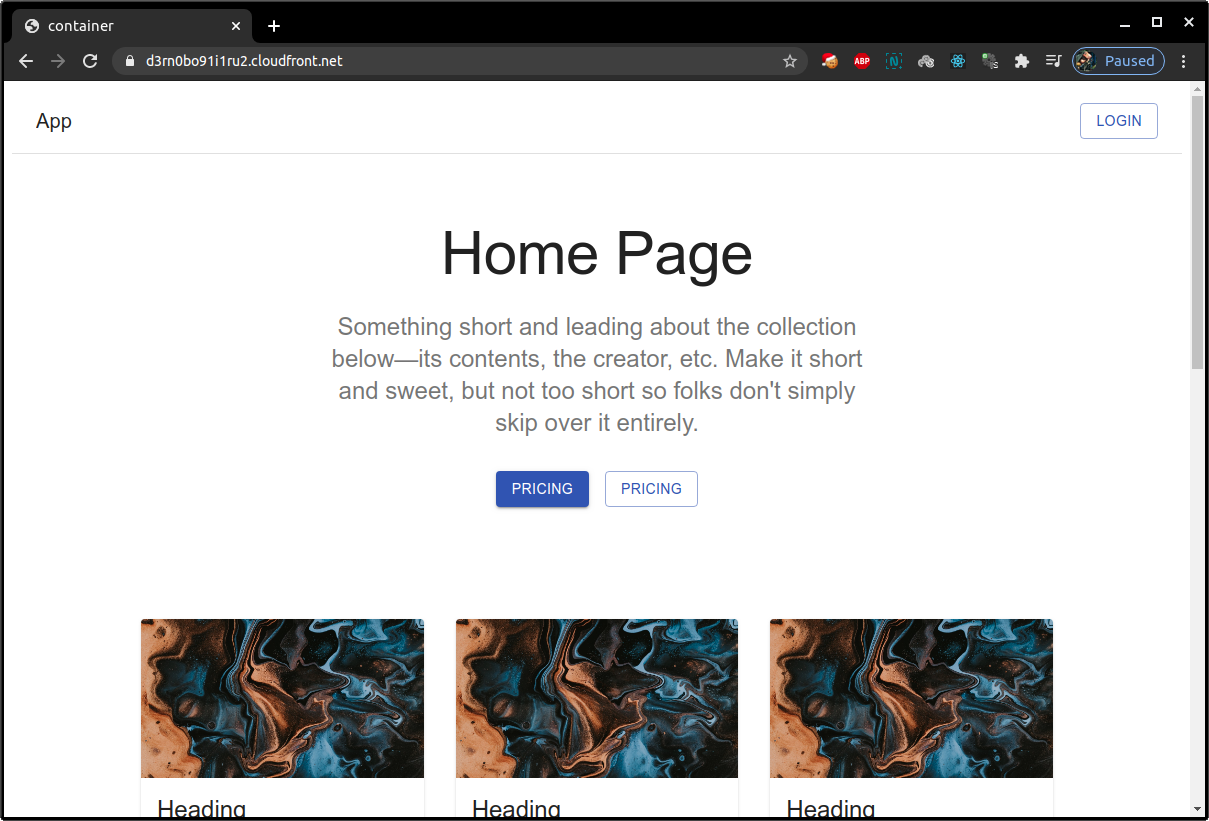 container
d3rn0bo91i1ru2.cloudfront.net
ABP
N
S
Paused
App
LOGIN
Home Page
Something short and leading about the collection
below—its contents, the creator, etc. Make it short
and sweet, but not too short so folks don't simply
skip over it entirely.
PRICING PRICING
Heading Heading Heading